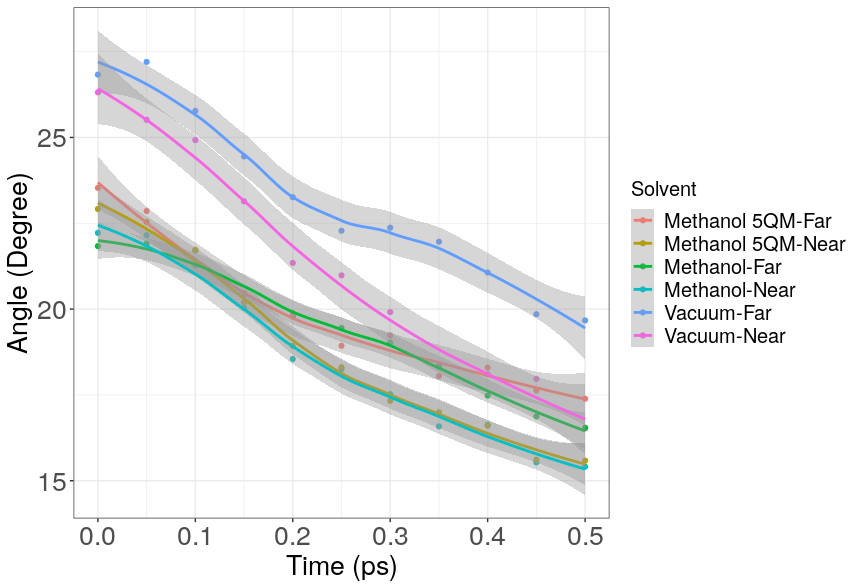 Angle (Degree)
25
20
15
0.0 0.1 0.2 0.3 0.4 0.5
Time (ps)
Solvent
Methanol 5QM-Far
Methanol 5QM-Near
Methanol-Far
Methanol-Near
Vacuum-Far
Vacuum-Near